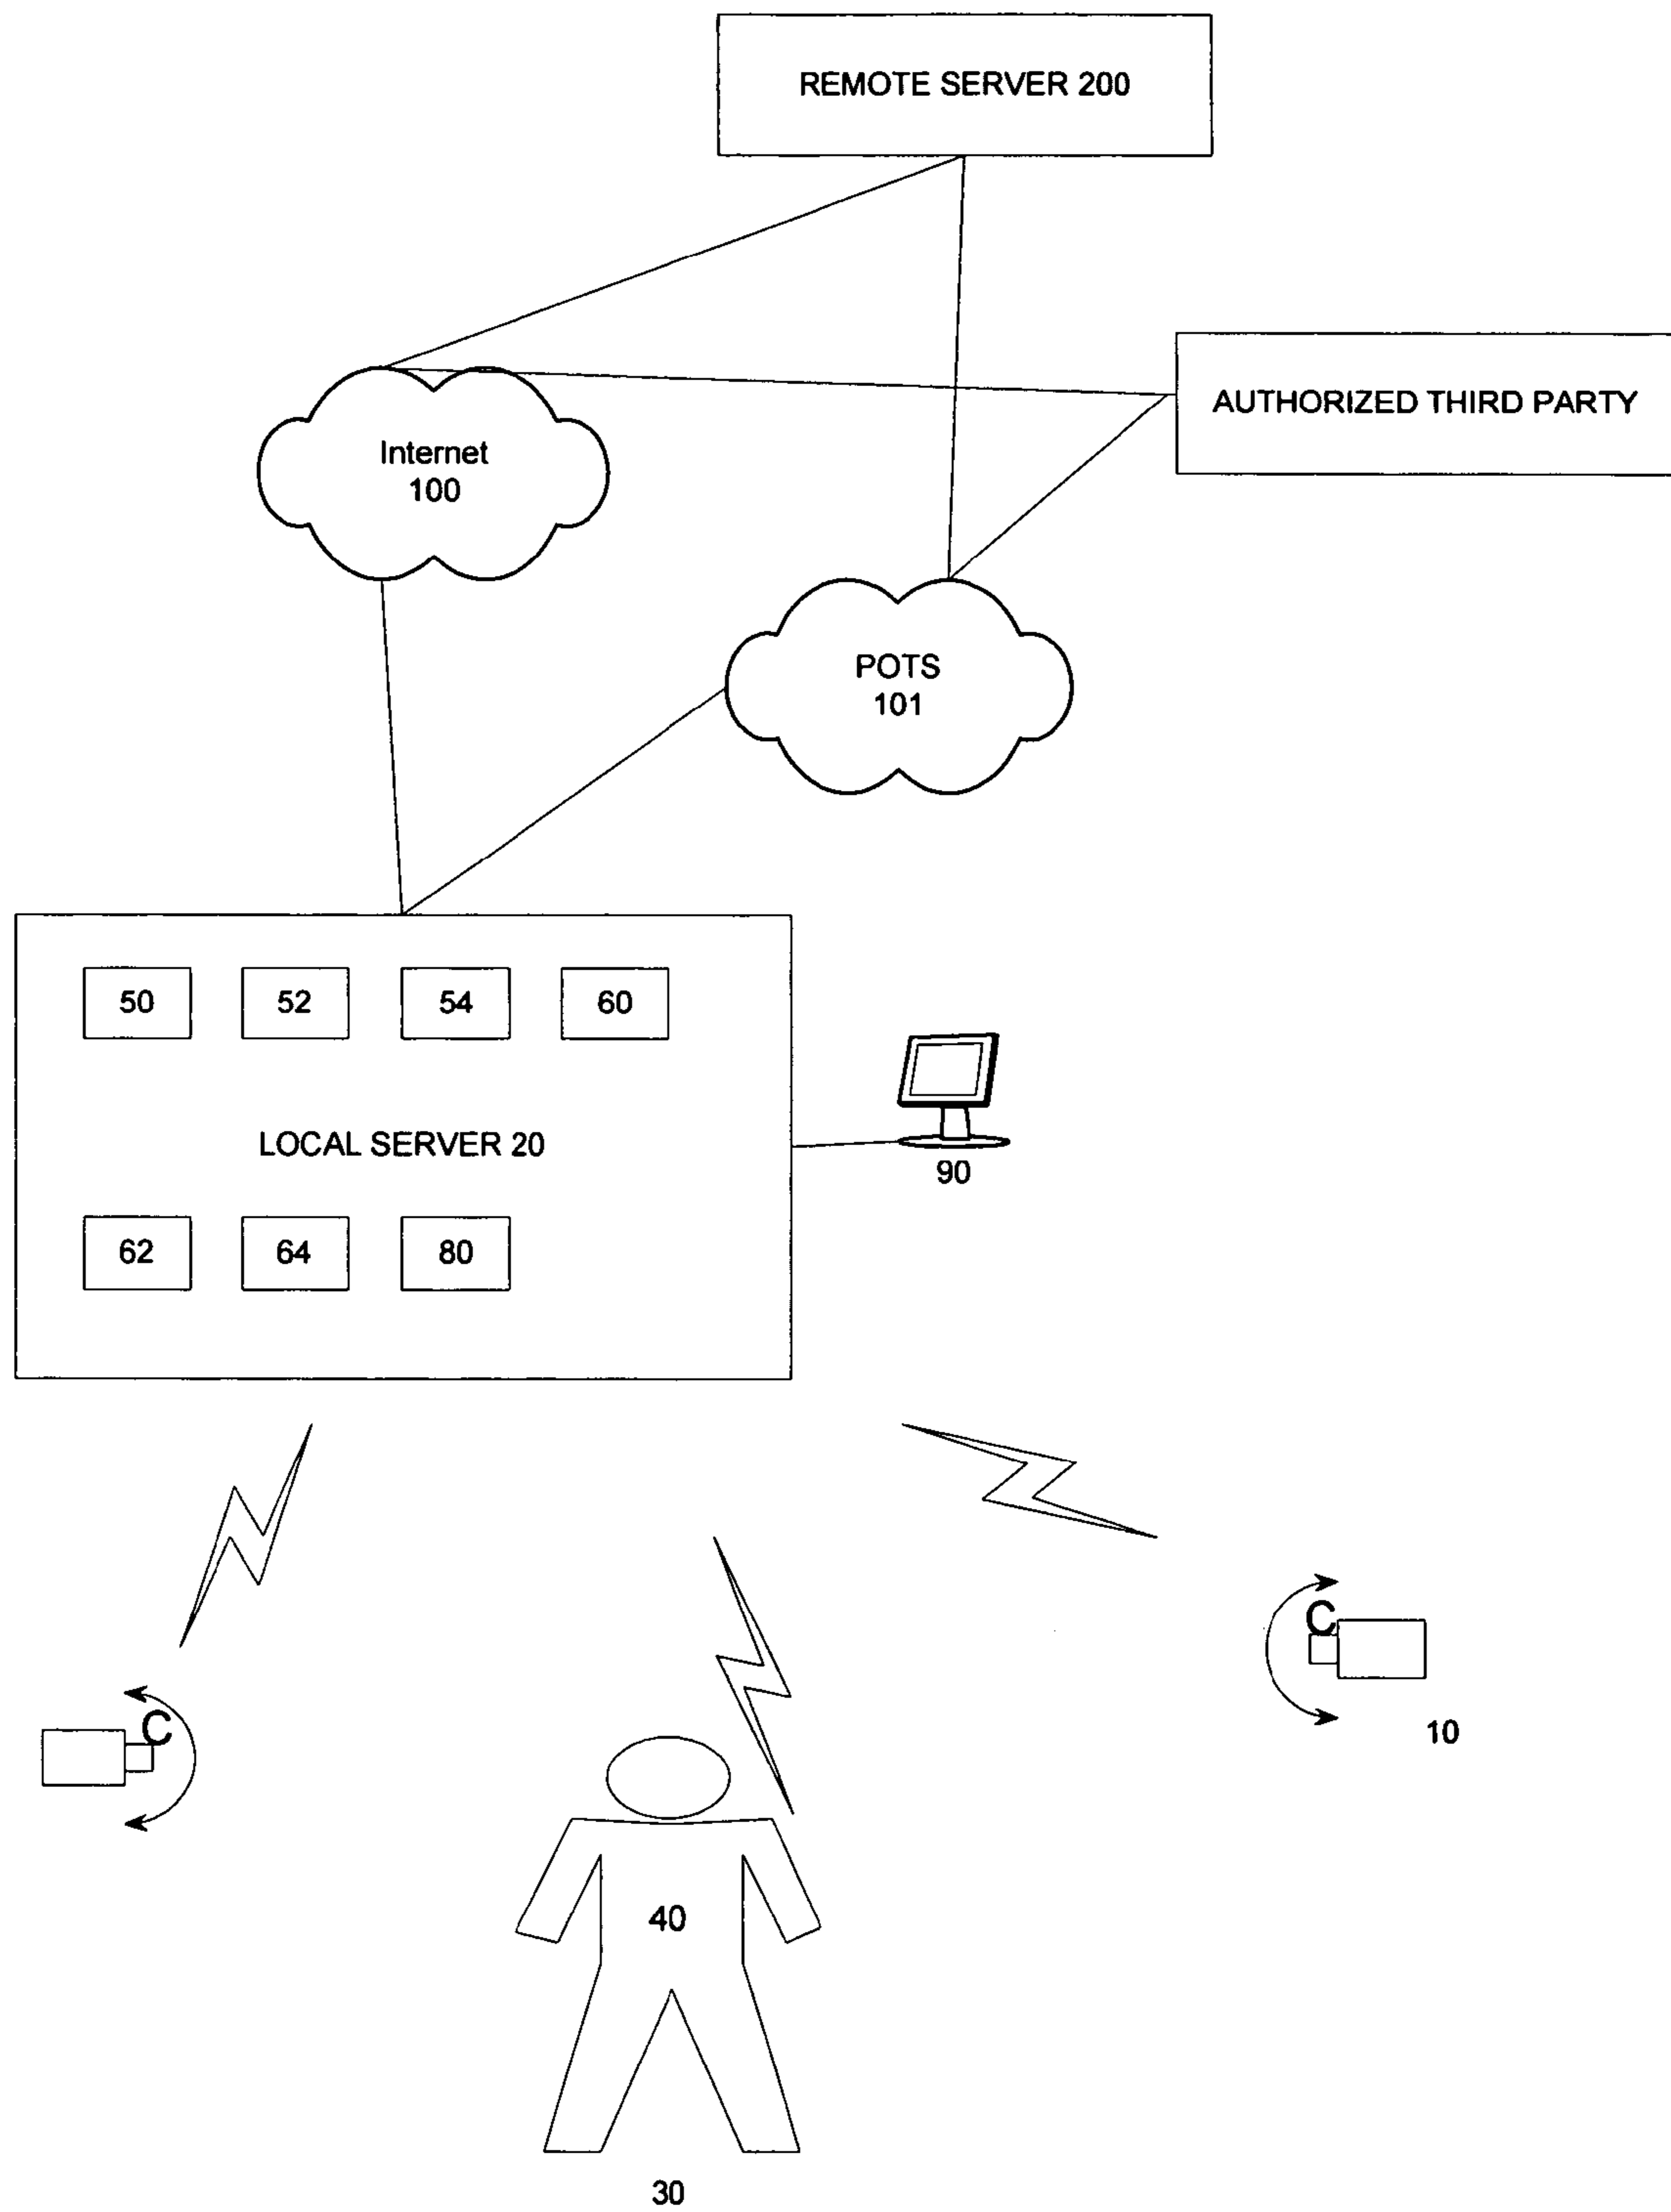 REMOTE SERVER 200
AUTHORIZED THIRD PARTY
Internet
100
POTS
101
50 52 54 60
LOCAL SERVER 20
90
62 64 80
C
10
C
40
30